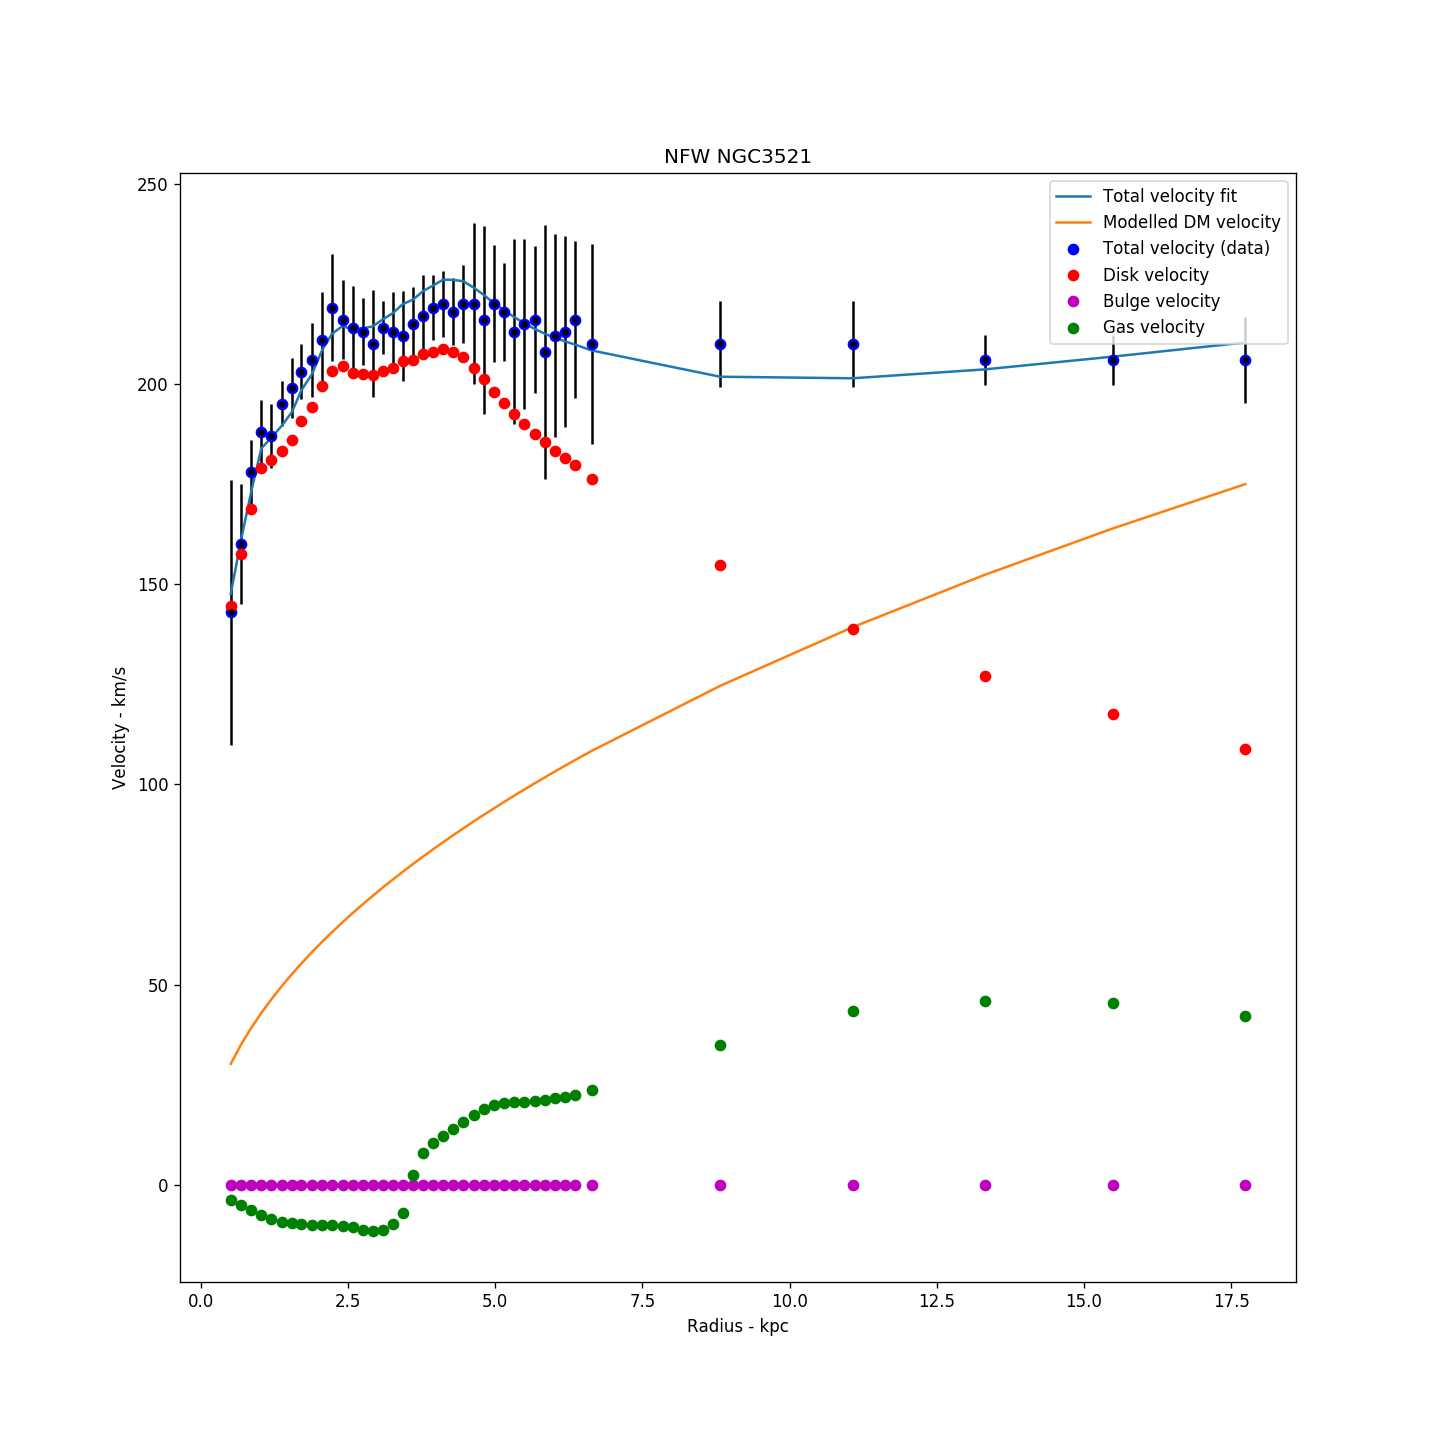 NFW NGC3521
Total velocity fit
Modelled DM velocity
Total velocity (data)
Disk velocity
Bulge velocity
Gas velocity
250
200
150
100
50
0
Velocity - km/s
0.0 2.5 5.0 7.5 10.0 12.5 15.0 17.5
Radius - kpc